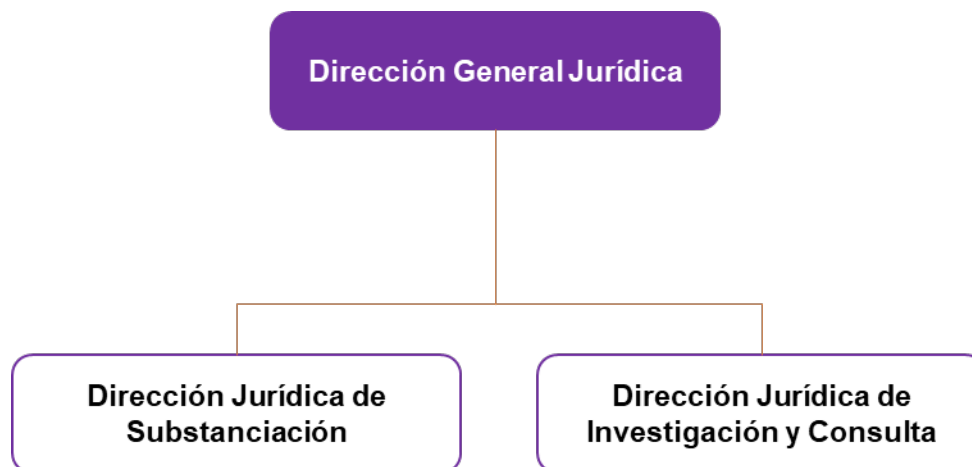 Dirección General Jurídica
Dirección Jurídica de
Substanciación
Dirección Jurídica de
Investigación y Consulta